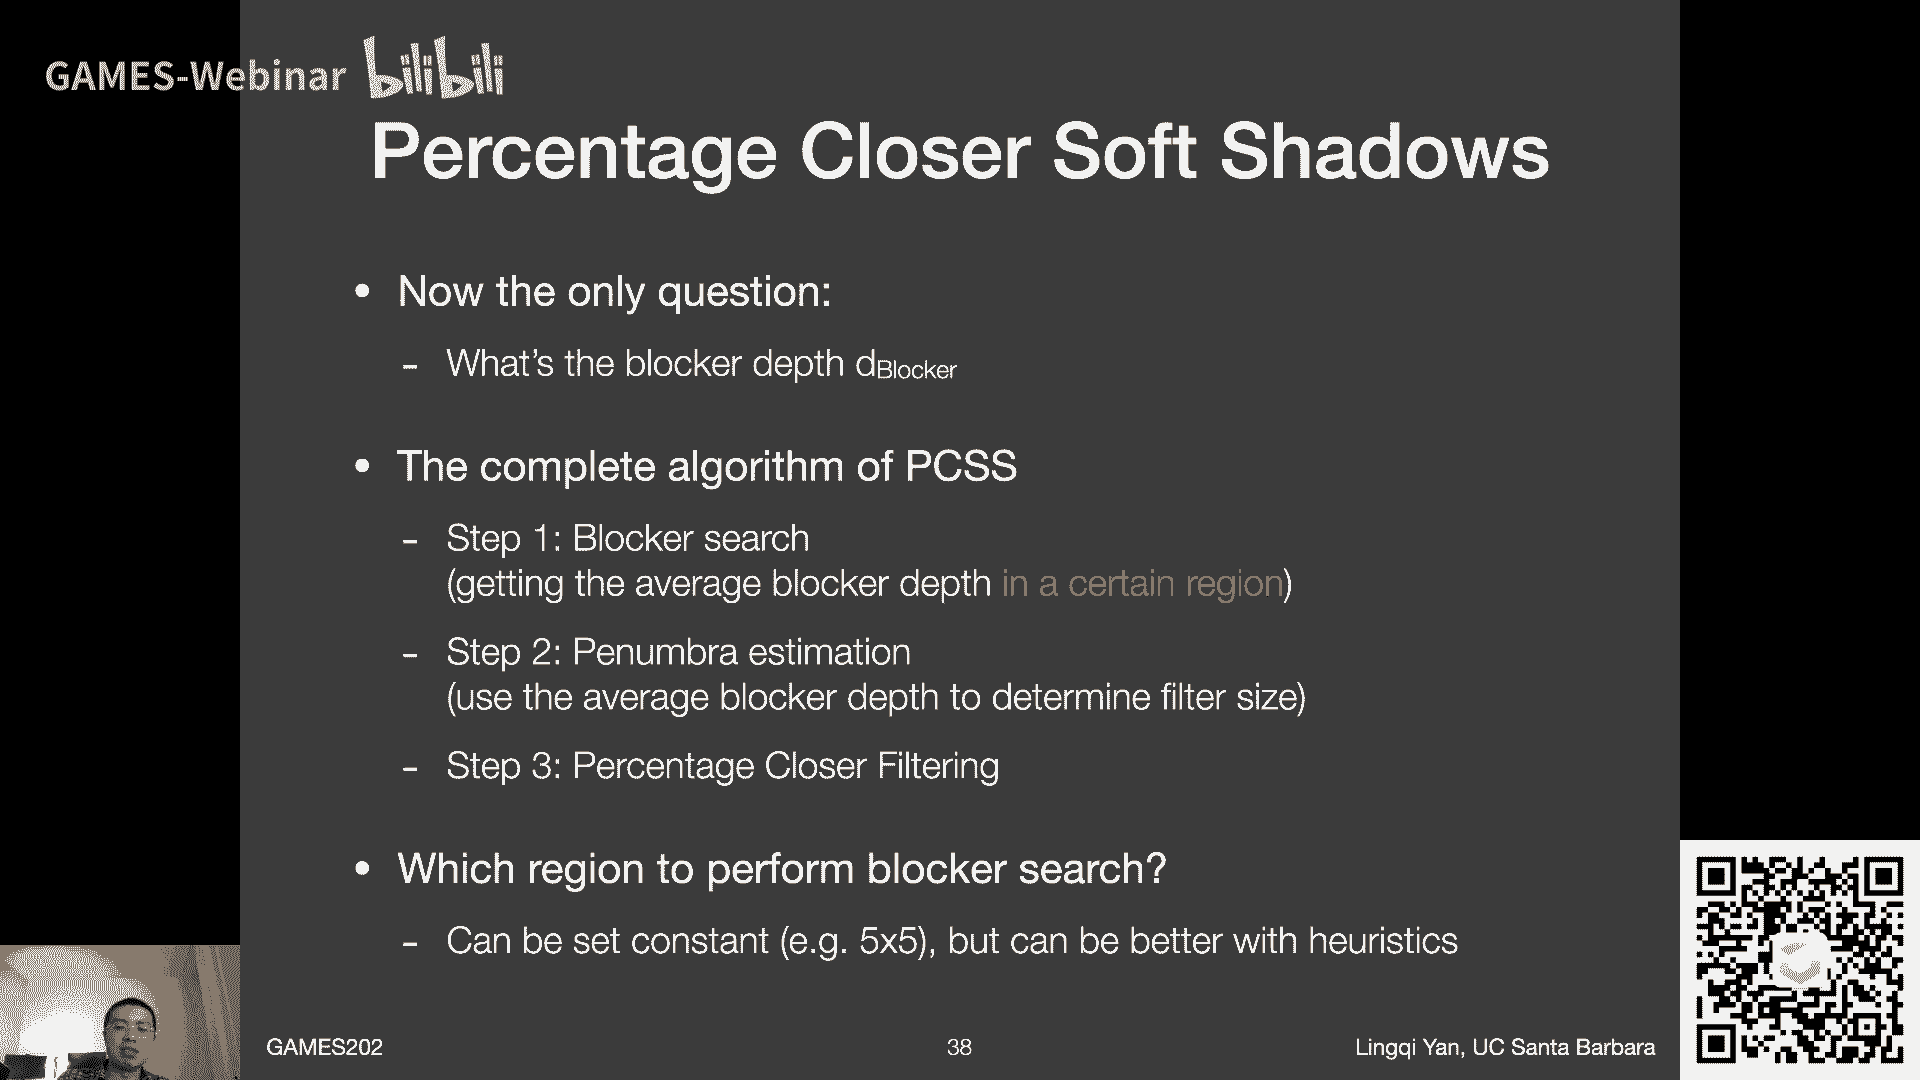 GAMES-Webinar bilibili
Percentage Closer Soft Shadows
• Now the only question:
- What's the blocker depth dBlocker
• The complete algorithm of PCSS
- Step 1: Blocker search
(getting the average blocker depth in a certain region)
- Step 2: Penumbra estimation
(use the average blocker depth to determine filter size)
- Step 3: Percentage Closer Filtering
• Which region to perform blocker search?
- Can be set constant (e.g. 5x5), but can be better with heuristics
GAMES202 38 Lingqi Yan, UC Santa Barbara